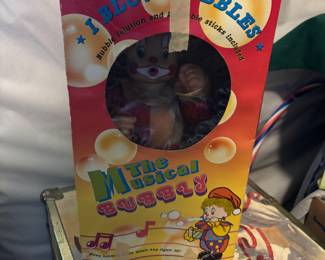 ★ I BLOW BUBBLES ★
Bubble solution and bubble sticks included
The
Musical
BUBBLY